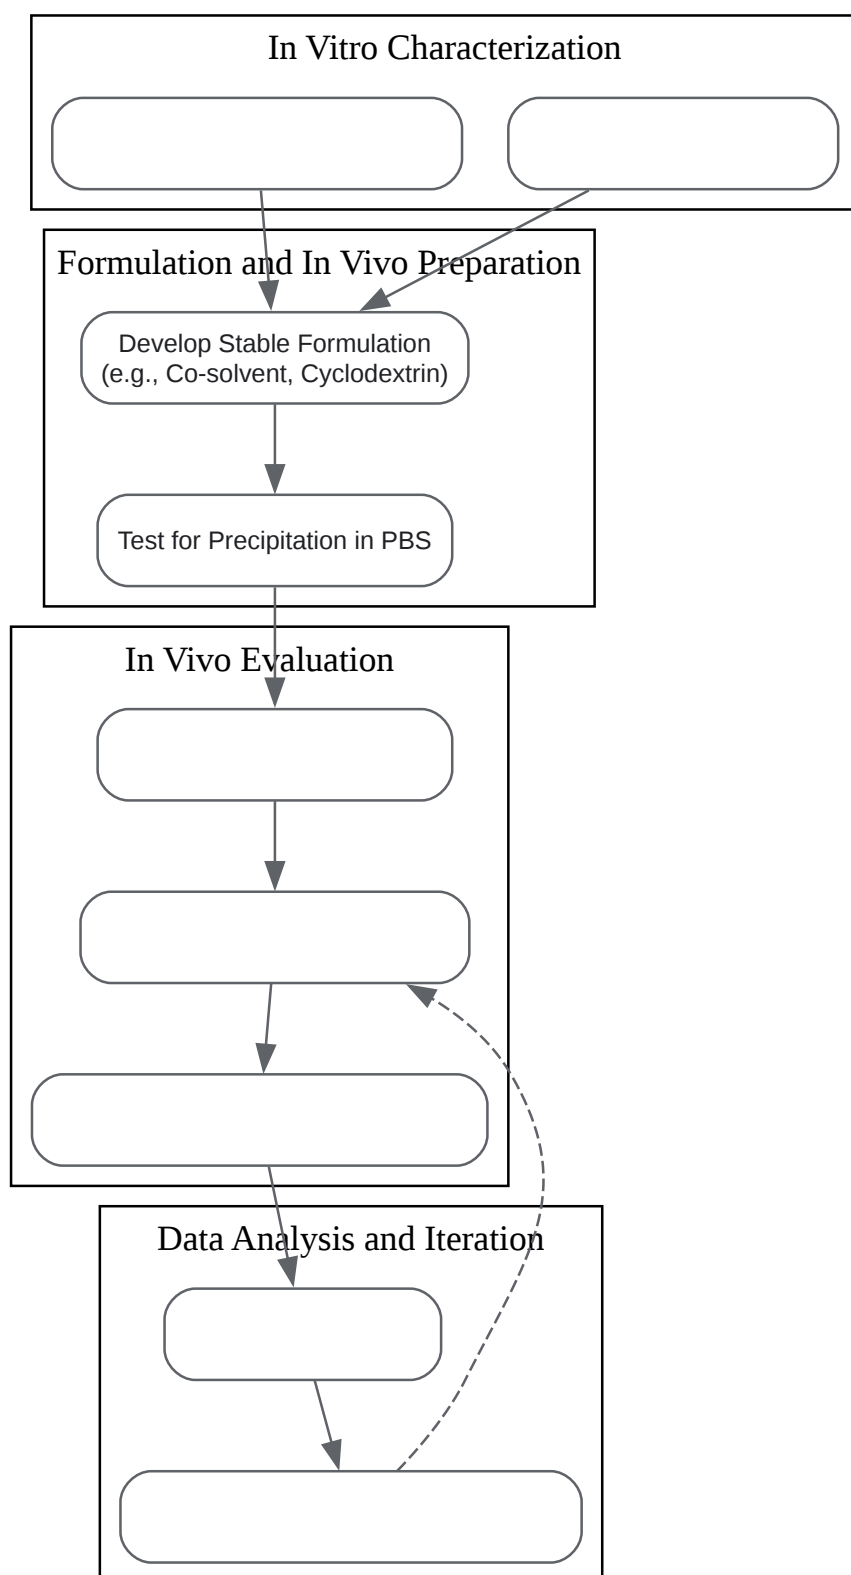 In Vitro Characterization
Formulation and In Vivo Preparation
Develop Stable Formulation
(e.g., Co-solvent, Cyclodextrin)
Test for Precipitation in PBS
In Vivo Evaluation
Data Analysis and Iteration